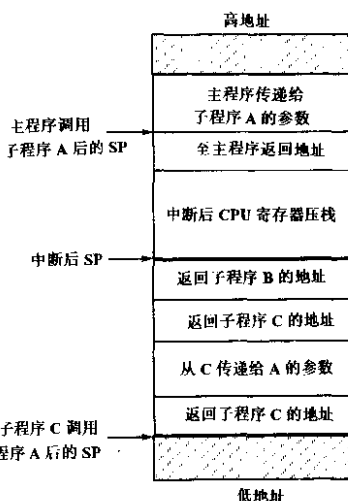 高地址
主程序传递给
子程序 A 的参数
主程序调用
子程序 A 后的 SP
至主程序返回地址
中断后 CPU 寄存器压栈
中断后 SP
返回子程序 B 的地址
返回子程序 C 的地址
从 C 传递给 A 的参数
返回子程序 C 的地址
子程序 C 调用
程序 A 后的 SP
低地址